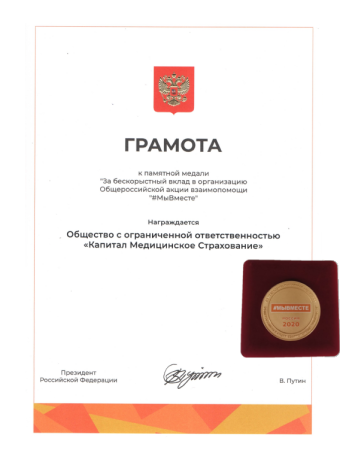 ГРАМОТА
к памятной медали
"За бескорыстный вклад в организацию
Общероссийской акции взаимопомощи
"#МыВместе"
Награждается
Общество с ограниченной ответственностью
«Капитал Медицинское Страхование»
#МЫВМЕСТЕ
2020
Президент
Российской Федерации
В. Путин